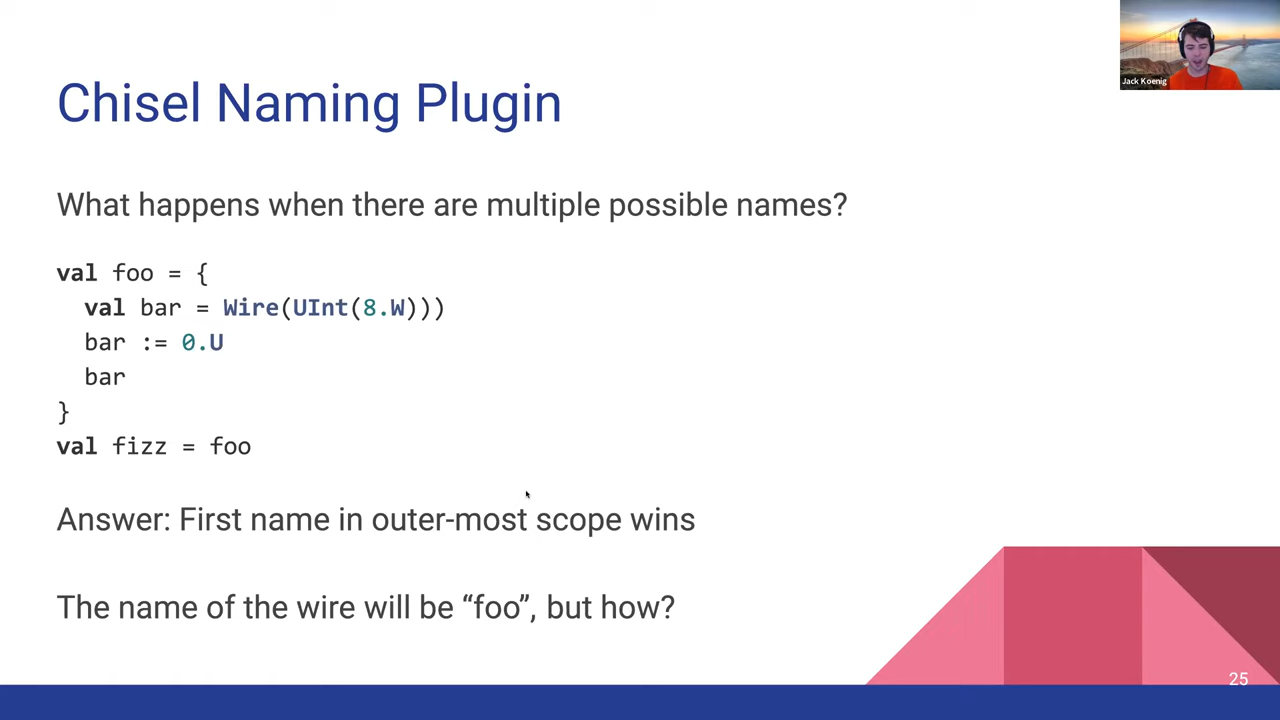 Jack Koenig
Chisel Naming Plugin
What happens when there are multiple possible names?
val foo = {
  val bar = Wire(UInt(8.W)))
  bar := 0.U
  bar
}
val fizz = foo
Answer: First name in outer-most scope wins
The name of the wire will be “foo”, but how?
25